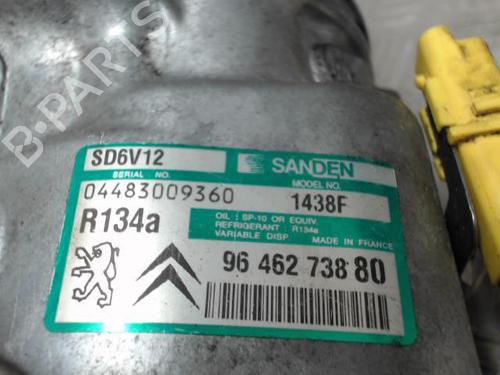 B-PARTS
SD6V12
SANDEN
SERIAL NO.
MODEL NO.
04483009360
1438F
R134a
OIL : SP-10 OR EQUIV.
REFRIGERANT : R134a
VARIABLE DISP MADE IN FRANCE
96 462 738 80